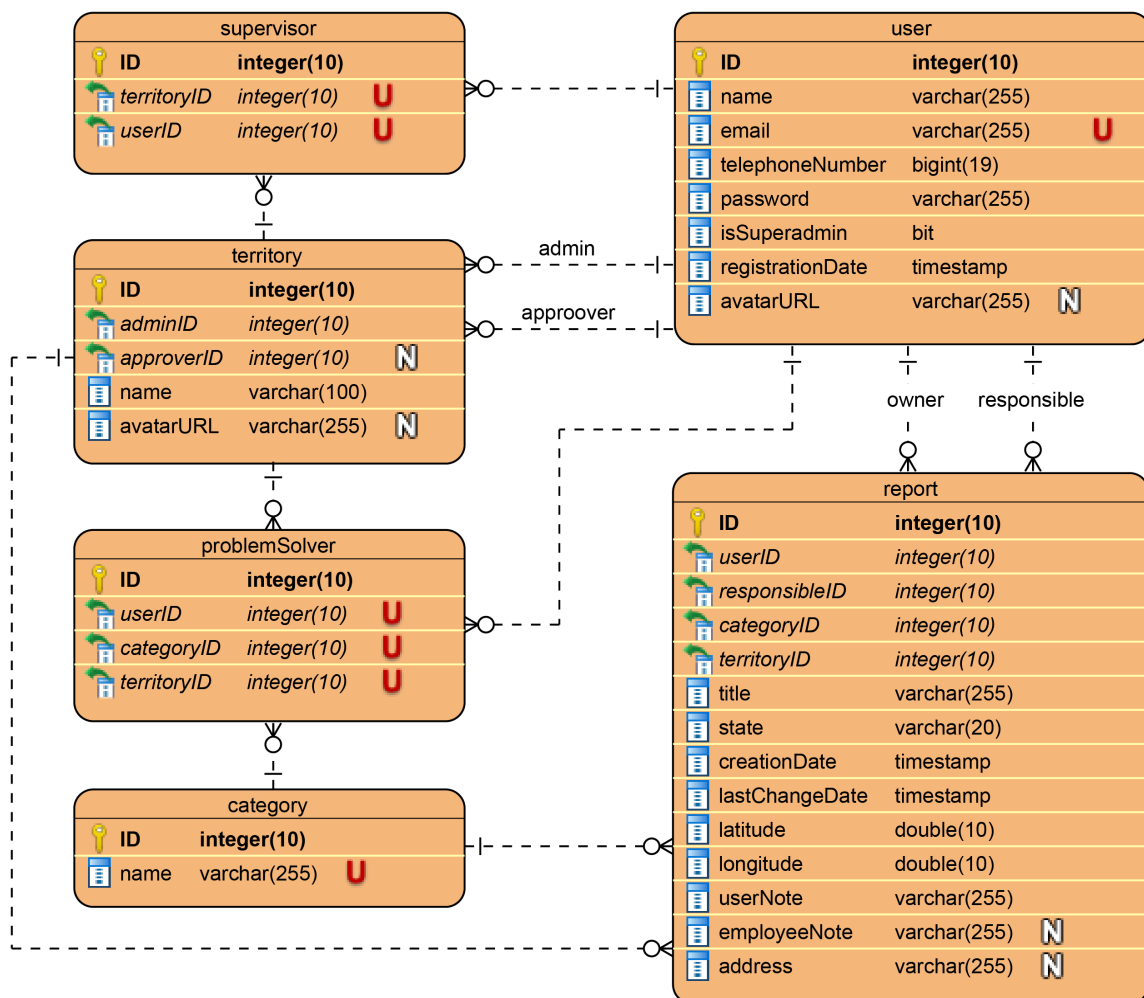 supervisor
ID integer(10)
territoryID integer(10) U
userID integer(10) U
user
ID integer(10)
name varchar(255)
email varchar(255) U
telephoneNumber bigint(19)
password varchar(255)
isSuperadmin bit
registrationDate timestamp
avatarURL varchar(255) N
admin
approover
territory
ID integer(10)
adminID integer(10)
approverID integer(10) N
name varchar(100)
avatarURL varchar(255) N
owner
responsible
problemSolver
ID integer(10)
userID integer(10) U
categoryID integer(10) U
territoryID integer(10) U
category
ID integer(10)
name varchar(255) U
report
ID integer(10)
userID integer(10)
responsibleID integer(10)
categoryID integer(10)
territoryID integer(10)
title varchar(255)
state varchar(20)
creationDate timestamp
lastChangeDate timestamp
latitude double(10)
longitude double(10)
userNote varchar(255)
employeeNote varchar(255) N
address varchar(255) N